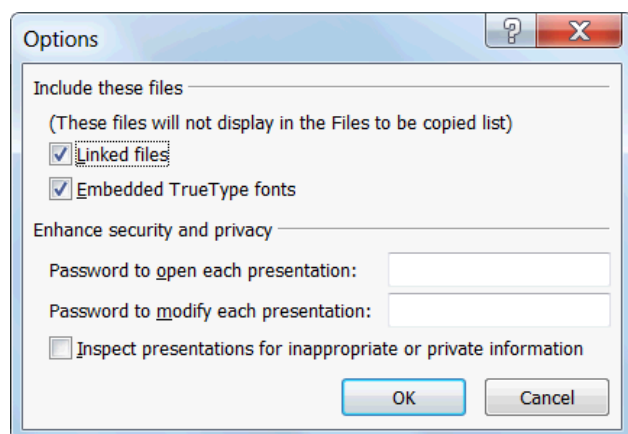 Options
Include these files
(These files will not display in the Files to be copied list)
Linked files
Embedded TrueType fonts
Enhance security and privacy
Password to open each presentation:
Password to modify each presentation:
Inspect presentations for inappropriate or private information
OK Cancel